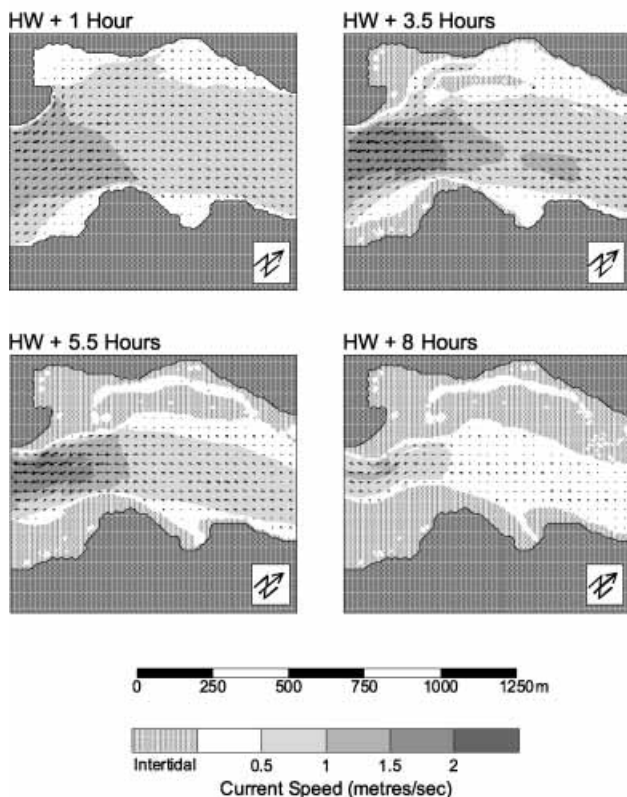 HW + 1 Hour
HW + 3.5 Hours
HW + 5.5 Hours
HW + 8 Hours
0 250 500 750 1000 1250m
Intertidal 0.5 1 1.5 2
Current Speed (metres/sec)